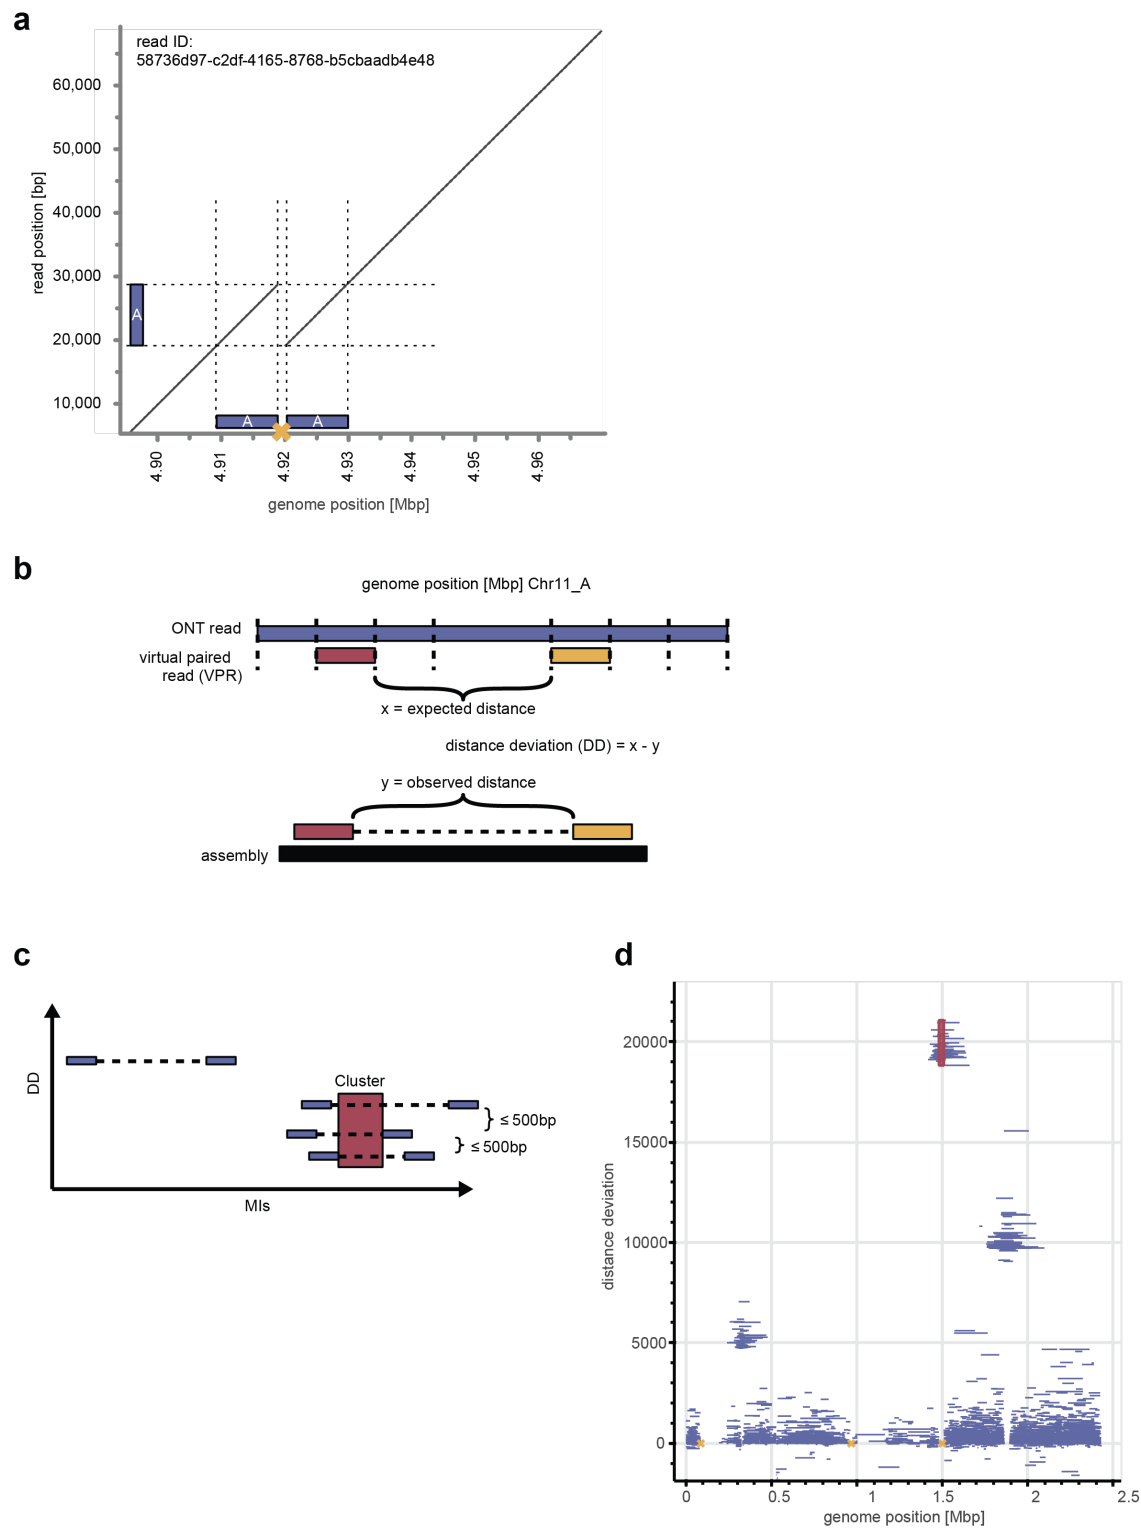 a
read ID:
58736d97-c2df-4165-8768-b5cbaadb4e48
read position [bp]
60,000
50,000
40,000
30,000
20,000
10,000
A
A
A
4.90
4.91
4.92
4.93
4.94
4.95
4.96
genome position [Mbp]
b
genome position [Mbp] Chr11_A
ONT read
virtual paired
read (VPR)
x = expected distance
distance deviation (DD) = x - y
y = observed distance
assembly
c
DD
Cluster
≤ 500bp
≤ 500bp
MIs
d
distance deviation
20000
15000
10000
5000
0
0
0.5
1
1.5
2
2.5
genome position [Mbp]